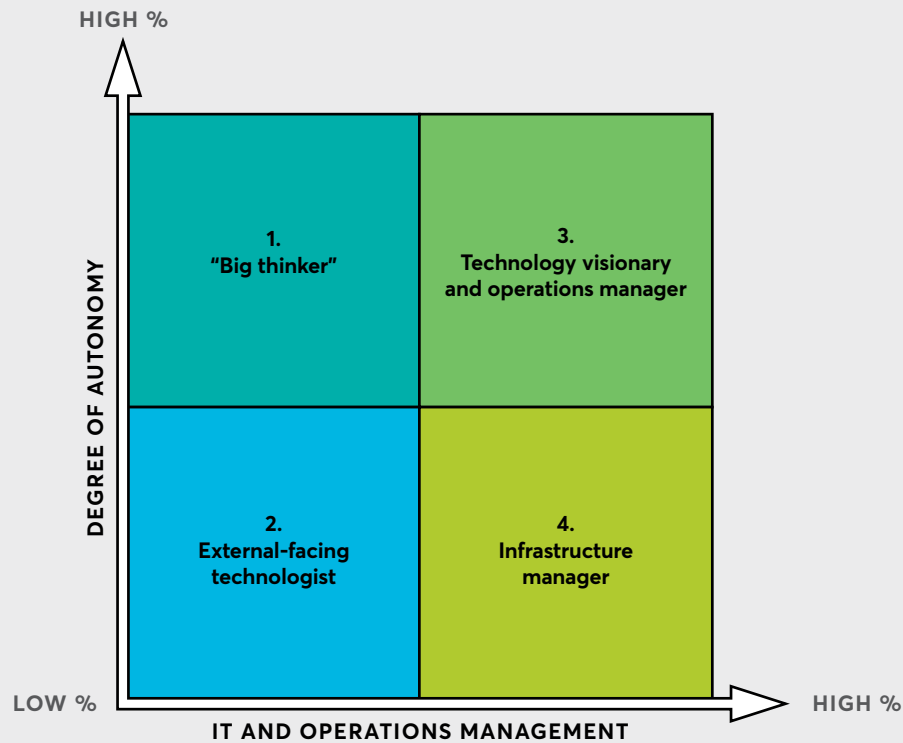 HIGH %
DEGREE OF AUTONOMY
1.
“Big thinker”
3.
Technology visionary
and operations manager
2.
External-facing
technologist
4.
Infrastructure
manager
LOW %
HIGH %
IT AND OPERATIONS MANAGEMENT